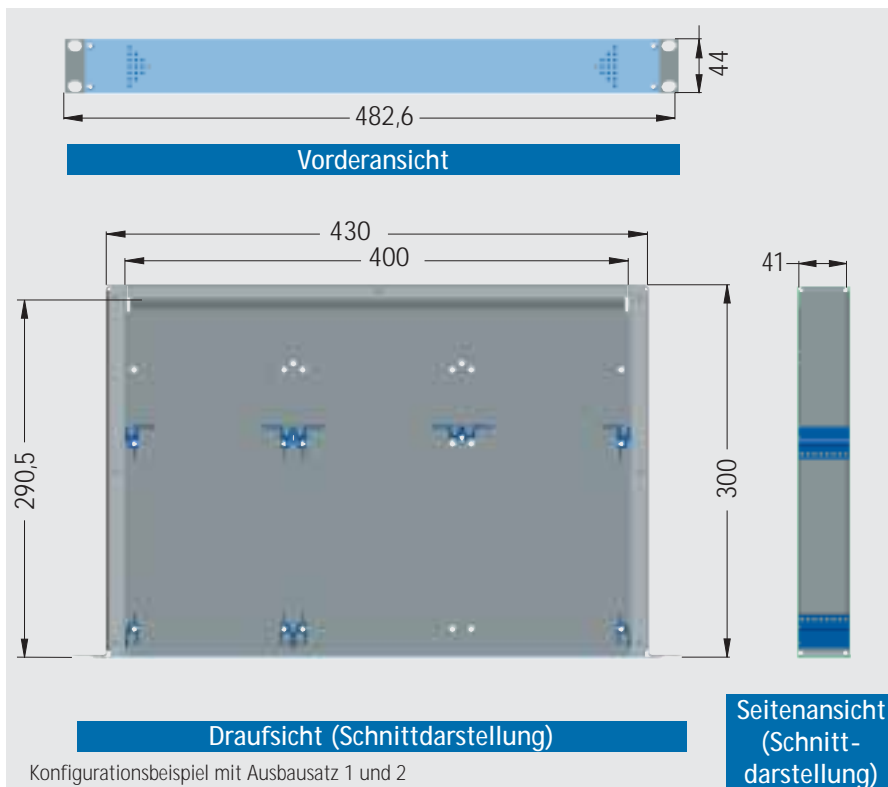 44
482,6
Vorderansicht
430
400
41
290,5
300
Draufsicht (Schnittdarstellung)
Seitenansicht
(Schnitt-
darstellung)
Konfigurationsbeispiel mit Ausbausatz 1 und 2